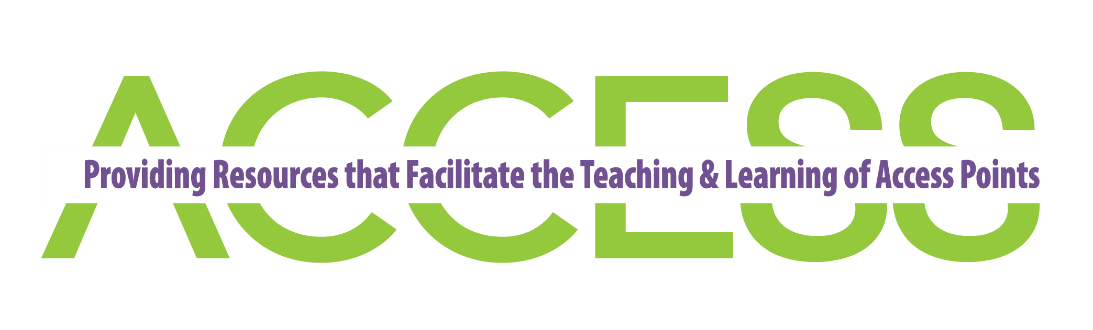 ACCESS
Providing Resources that Facilitate the Teaching & Learning of Access Points